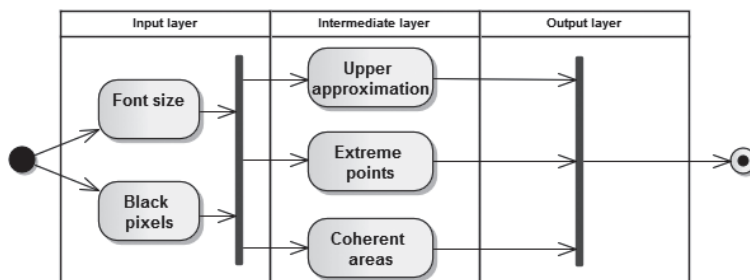 Input layer
Intermediate layer
Output layer
Font size
Black
pixels
Upper
approximation
Extreme
points
Coherent
areas